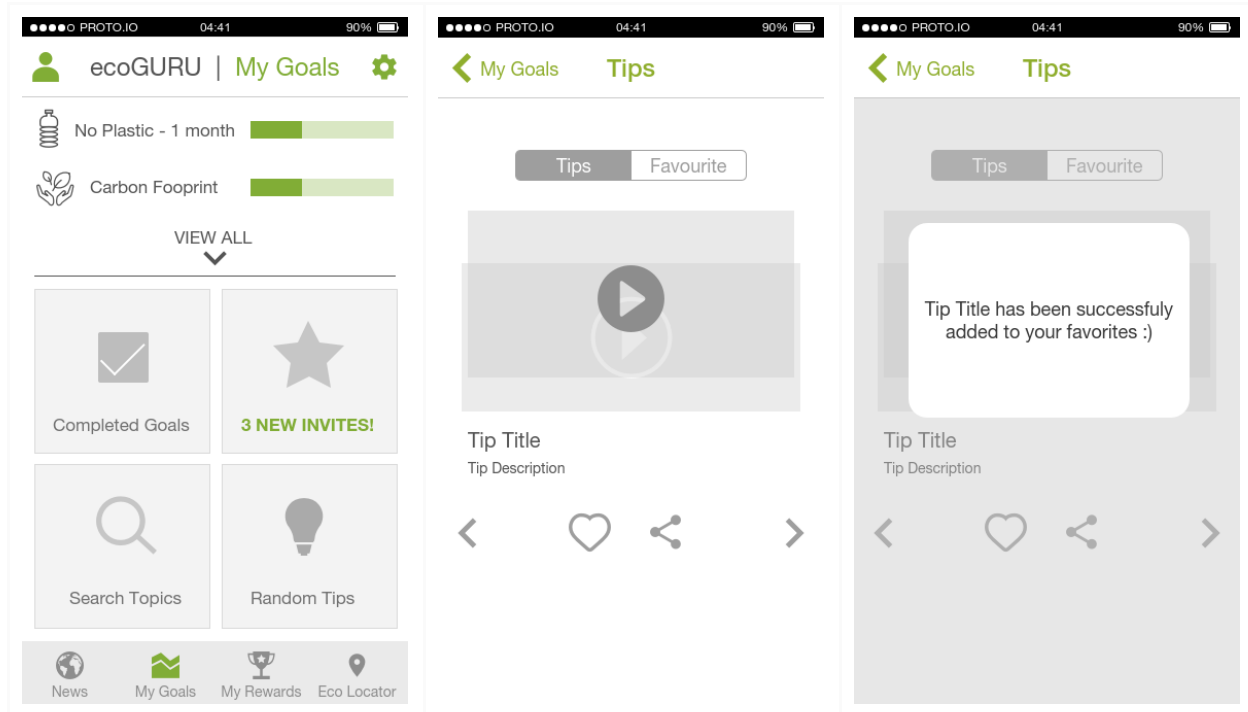 PROTO.IO 04:41 90%
ecoGURU | My Goals
No Plastic - 1 month
Carbon Fooprint
VIEW ALL
Completed Goals
3 NEW INVITES!
Search Topics
Random Tips
News
My Goals
My Rewards
Eco Locator
PROTO.IO 04:41 90%
My Goals
Tips
Tips
Favourite
Tip Title
Tip Description
PROTO.IO 04:41 90%
My Goals
Tips
Tips
Favourite
Tip Title has been successfuly
added to your favorites :)
Tip Title
Tip Description